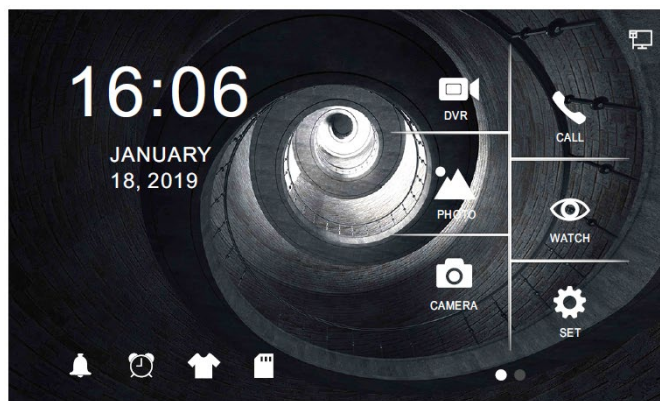 16:06
JANUARY
18, 2019
DVR
CALL
PHOTO
WATCH
CAMERA
SET